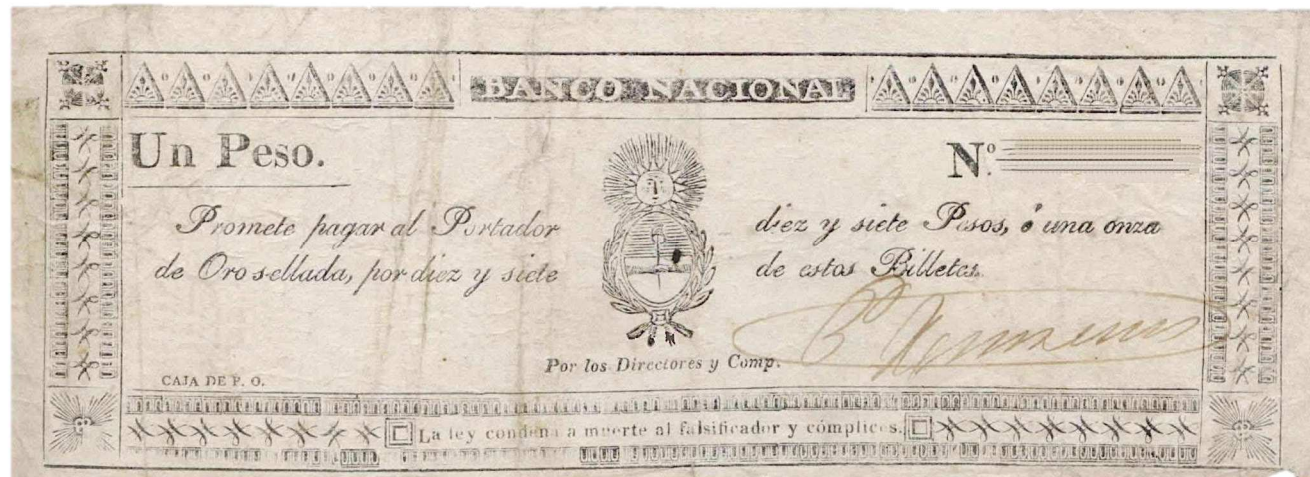 BANCO NACIONAL
Un Peso.
Nº
Promete pagar al Portador diez y siete Pesos, ó una onza
de Oro sellada, por diez y siete de estos Billetes.
Por los Directores y Comp.
CAJA DE P. O.
La ley condena a muerte al falsificador y cómplices.